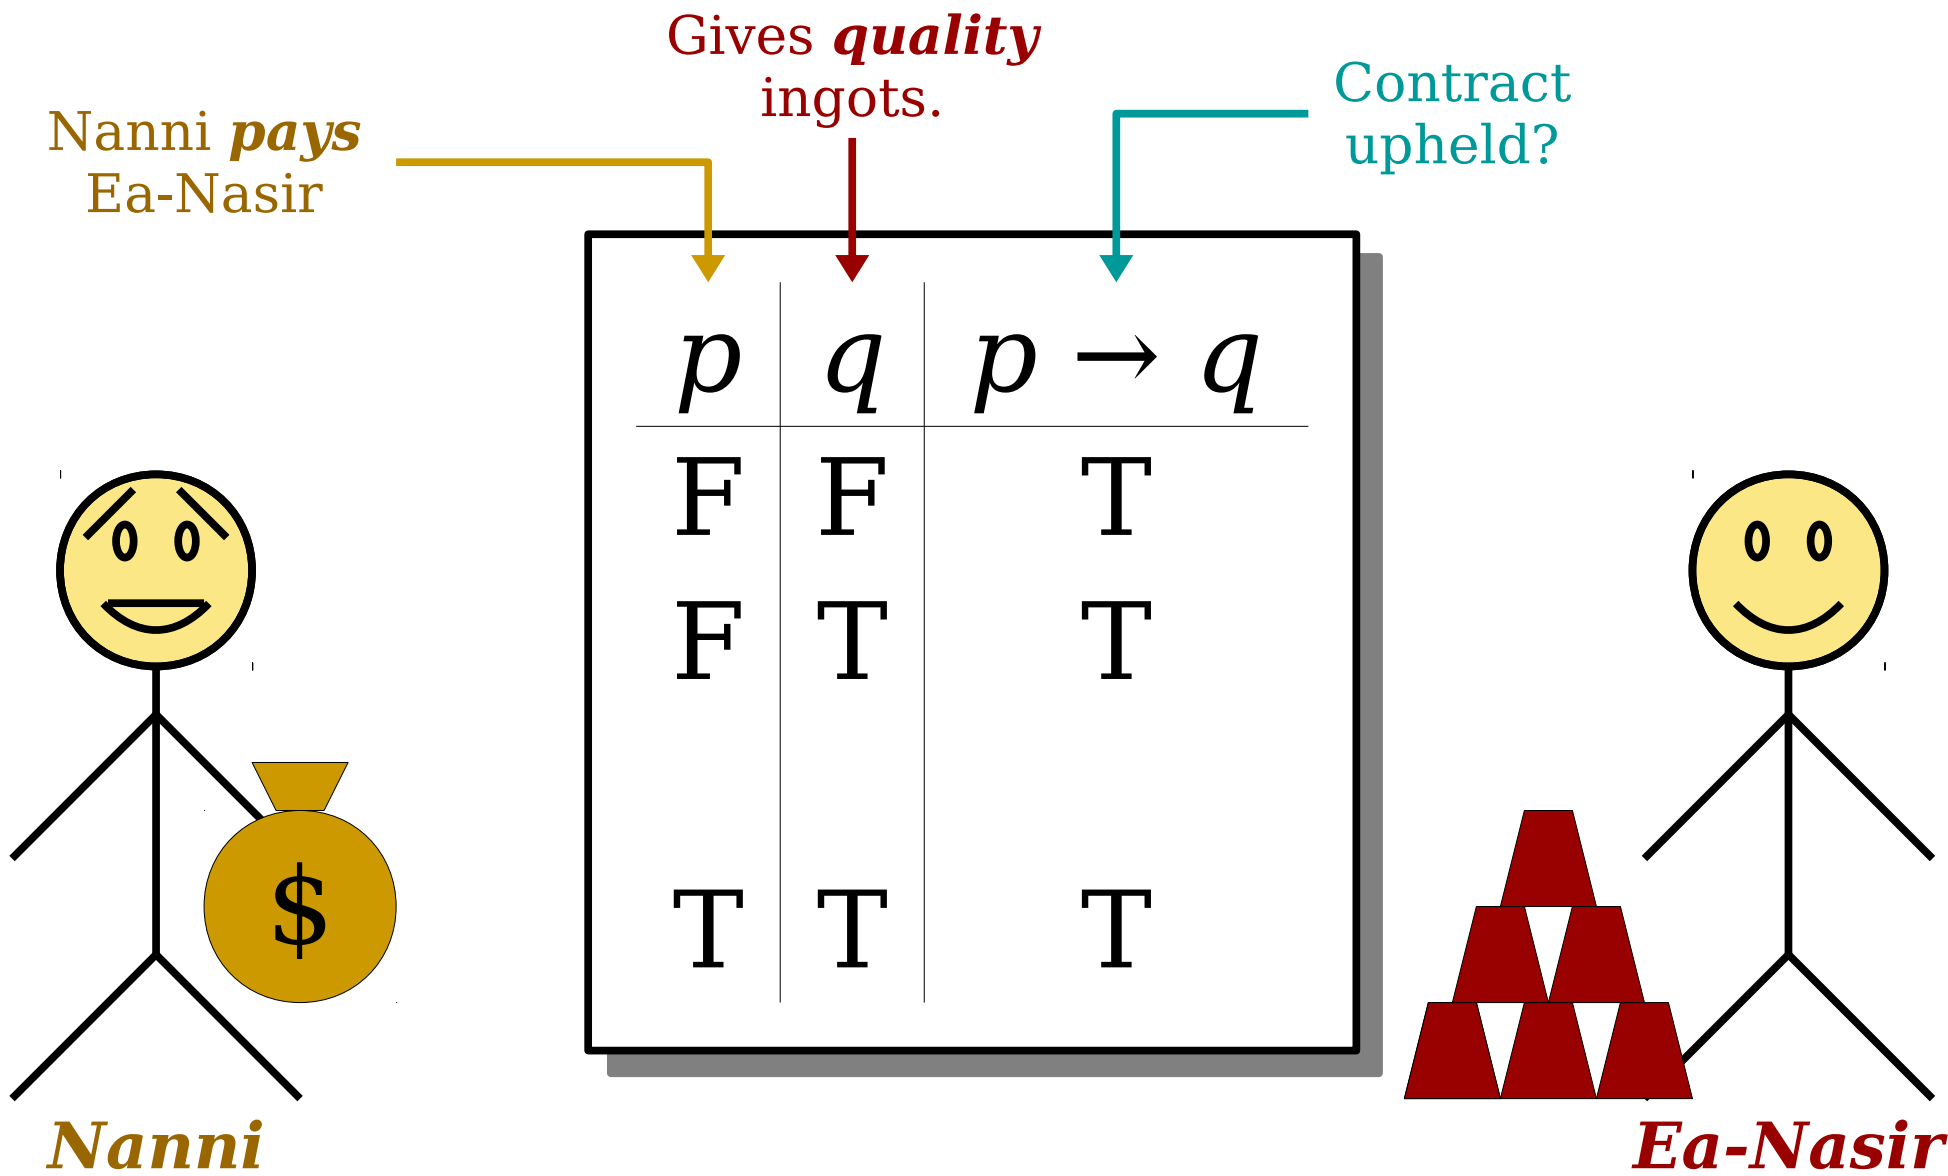 Gives quality
ingots.
Contract
upheld?
Nanni pays
Ea-Nasir
p q p → q
F F T
F T T
T T T
$
Nanni
Ea-Nasir